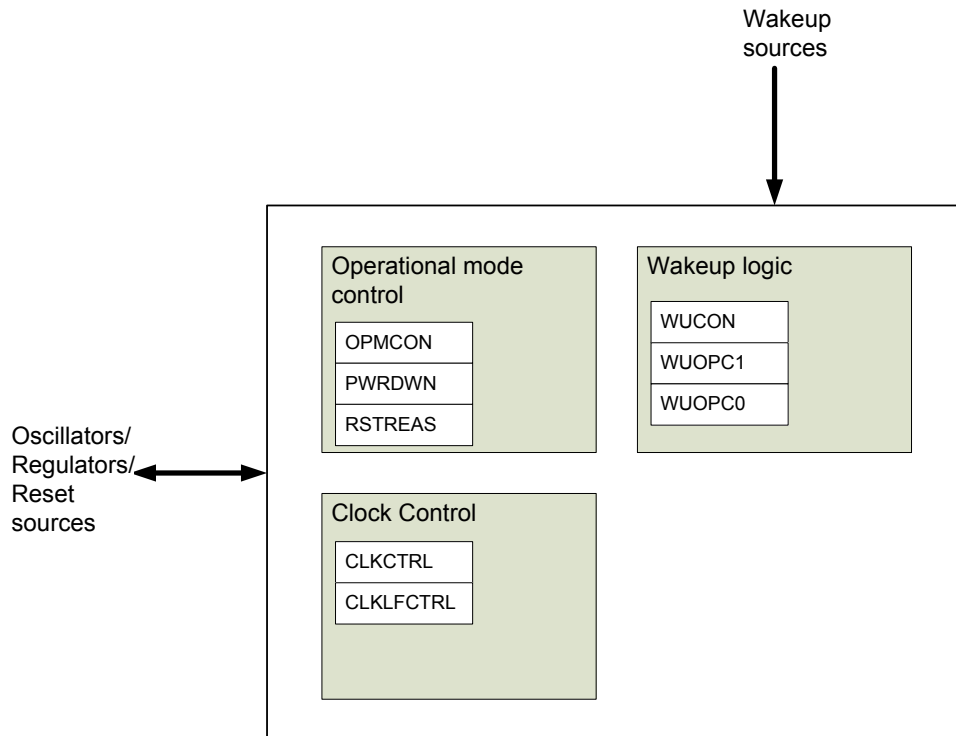 Wakeup
sources
Operational mode
control
OPMCON
PWRDWN
RSTREAS
Wakeup logic
WUCON
WUOPC1
WUOPC0
Oscillators/
Regulators/
Reset
sources
Clock Control
CLKCTRL
CLKLFCTRL